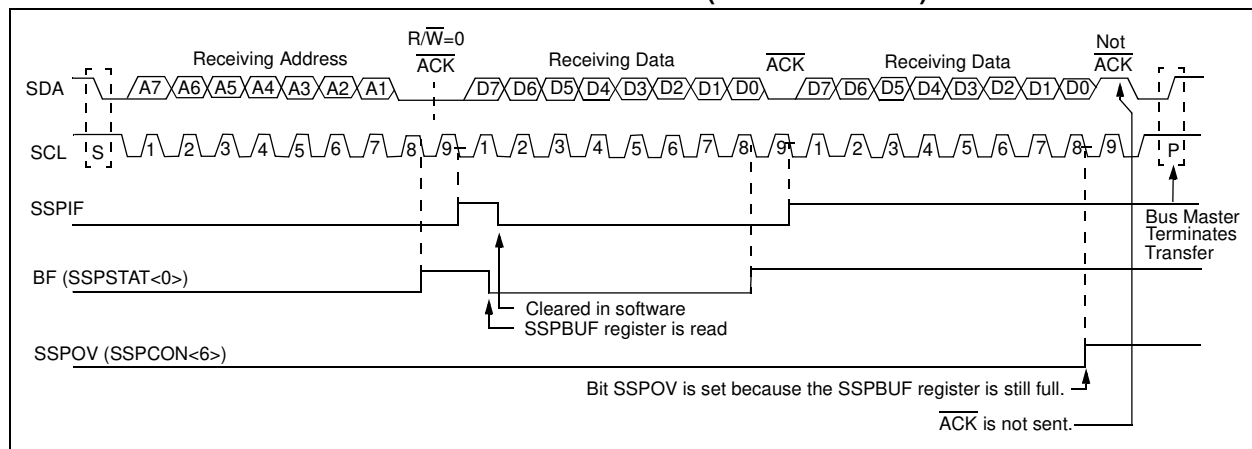 R/W=0
Receiving Address ACK Receiving Data ACK Receiving Data Not ACK
SDA A7 A6 A5 A4 A3 A2 A1 D7 D6 D5 D4 D3 D2 D1 D0 D7 D6 D5 D4 D3 D2 D1 D0
SCL S 1 2 3 4 5 6 7 8 9 1 2 3 4 5 6 7 8 9 1 2 3 4 5 6 7 8 9 P
SSPIF
Bus Master
Terminates
Transfer
BF (SSPSTAT<0>)
Cleared in software
SSPBUF register is read
SSPOV (SSPCON<6>)
Bit SSPOV is set because the SSPBUF register is still full.
ACK is not sent.